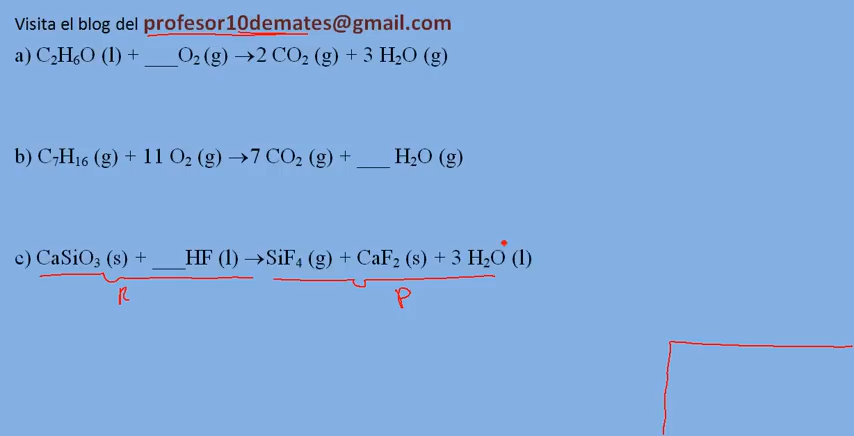 Visita el blog del profesor10demates@gmail.com
a) C₂H₆O (l) + ___O₂ (g) →2 CO₂ (g) + 3 H₂O (g)
b) C₇H₁₆ (g) + 11 O₂ (g) →7 CO₂ (g) + ___ H₂O (g)
c) CaSiO₃ (s) + ___HF (l) →SiF₄ (g) + CaF₂ (s) + 3 H₂O (l)
R P